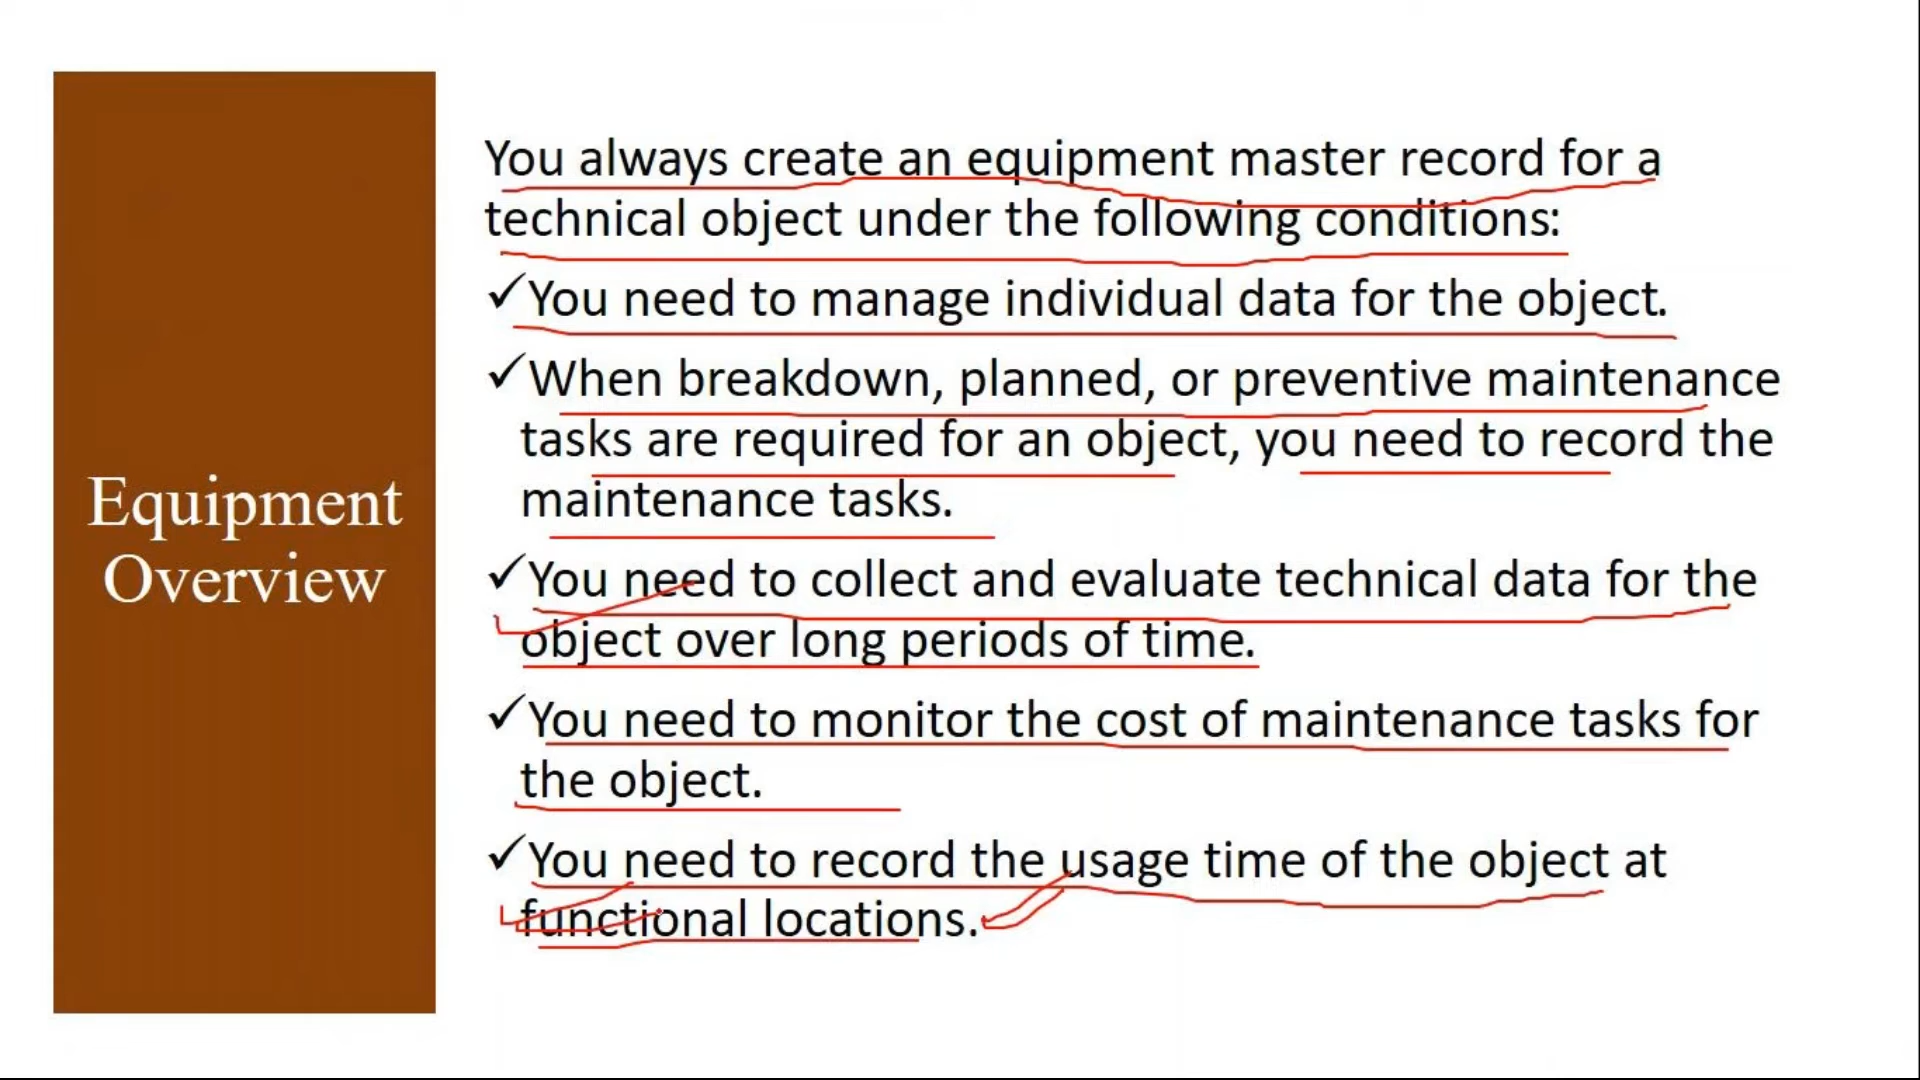 Equipment
Overview
You always create an equipment master record for a
technical object under the following conditions:
✓You need to manage individual data for the object.
✓When breakdown, planned, or preventive maintenance
tasks are required for an object, you need to record the
maintenance tasks.
✓You need to collect and evaluate technical data for the
object over long periods of time.
✓You need to monitor the cost of maintenance tasks for
the object.
✓You need to record the usage time of the object at
functional locations.